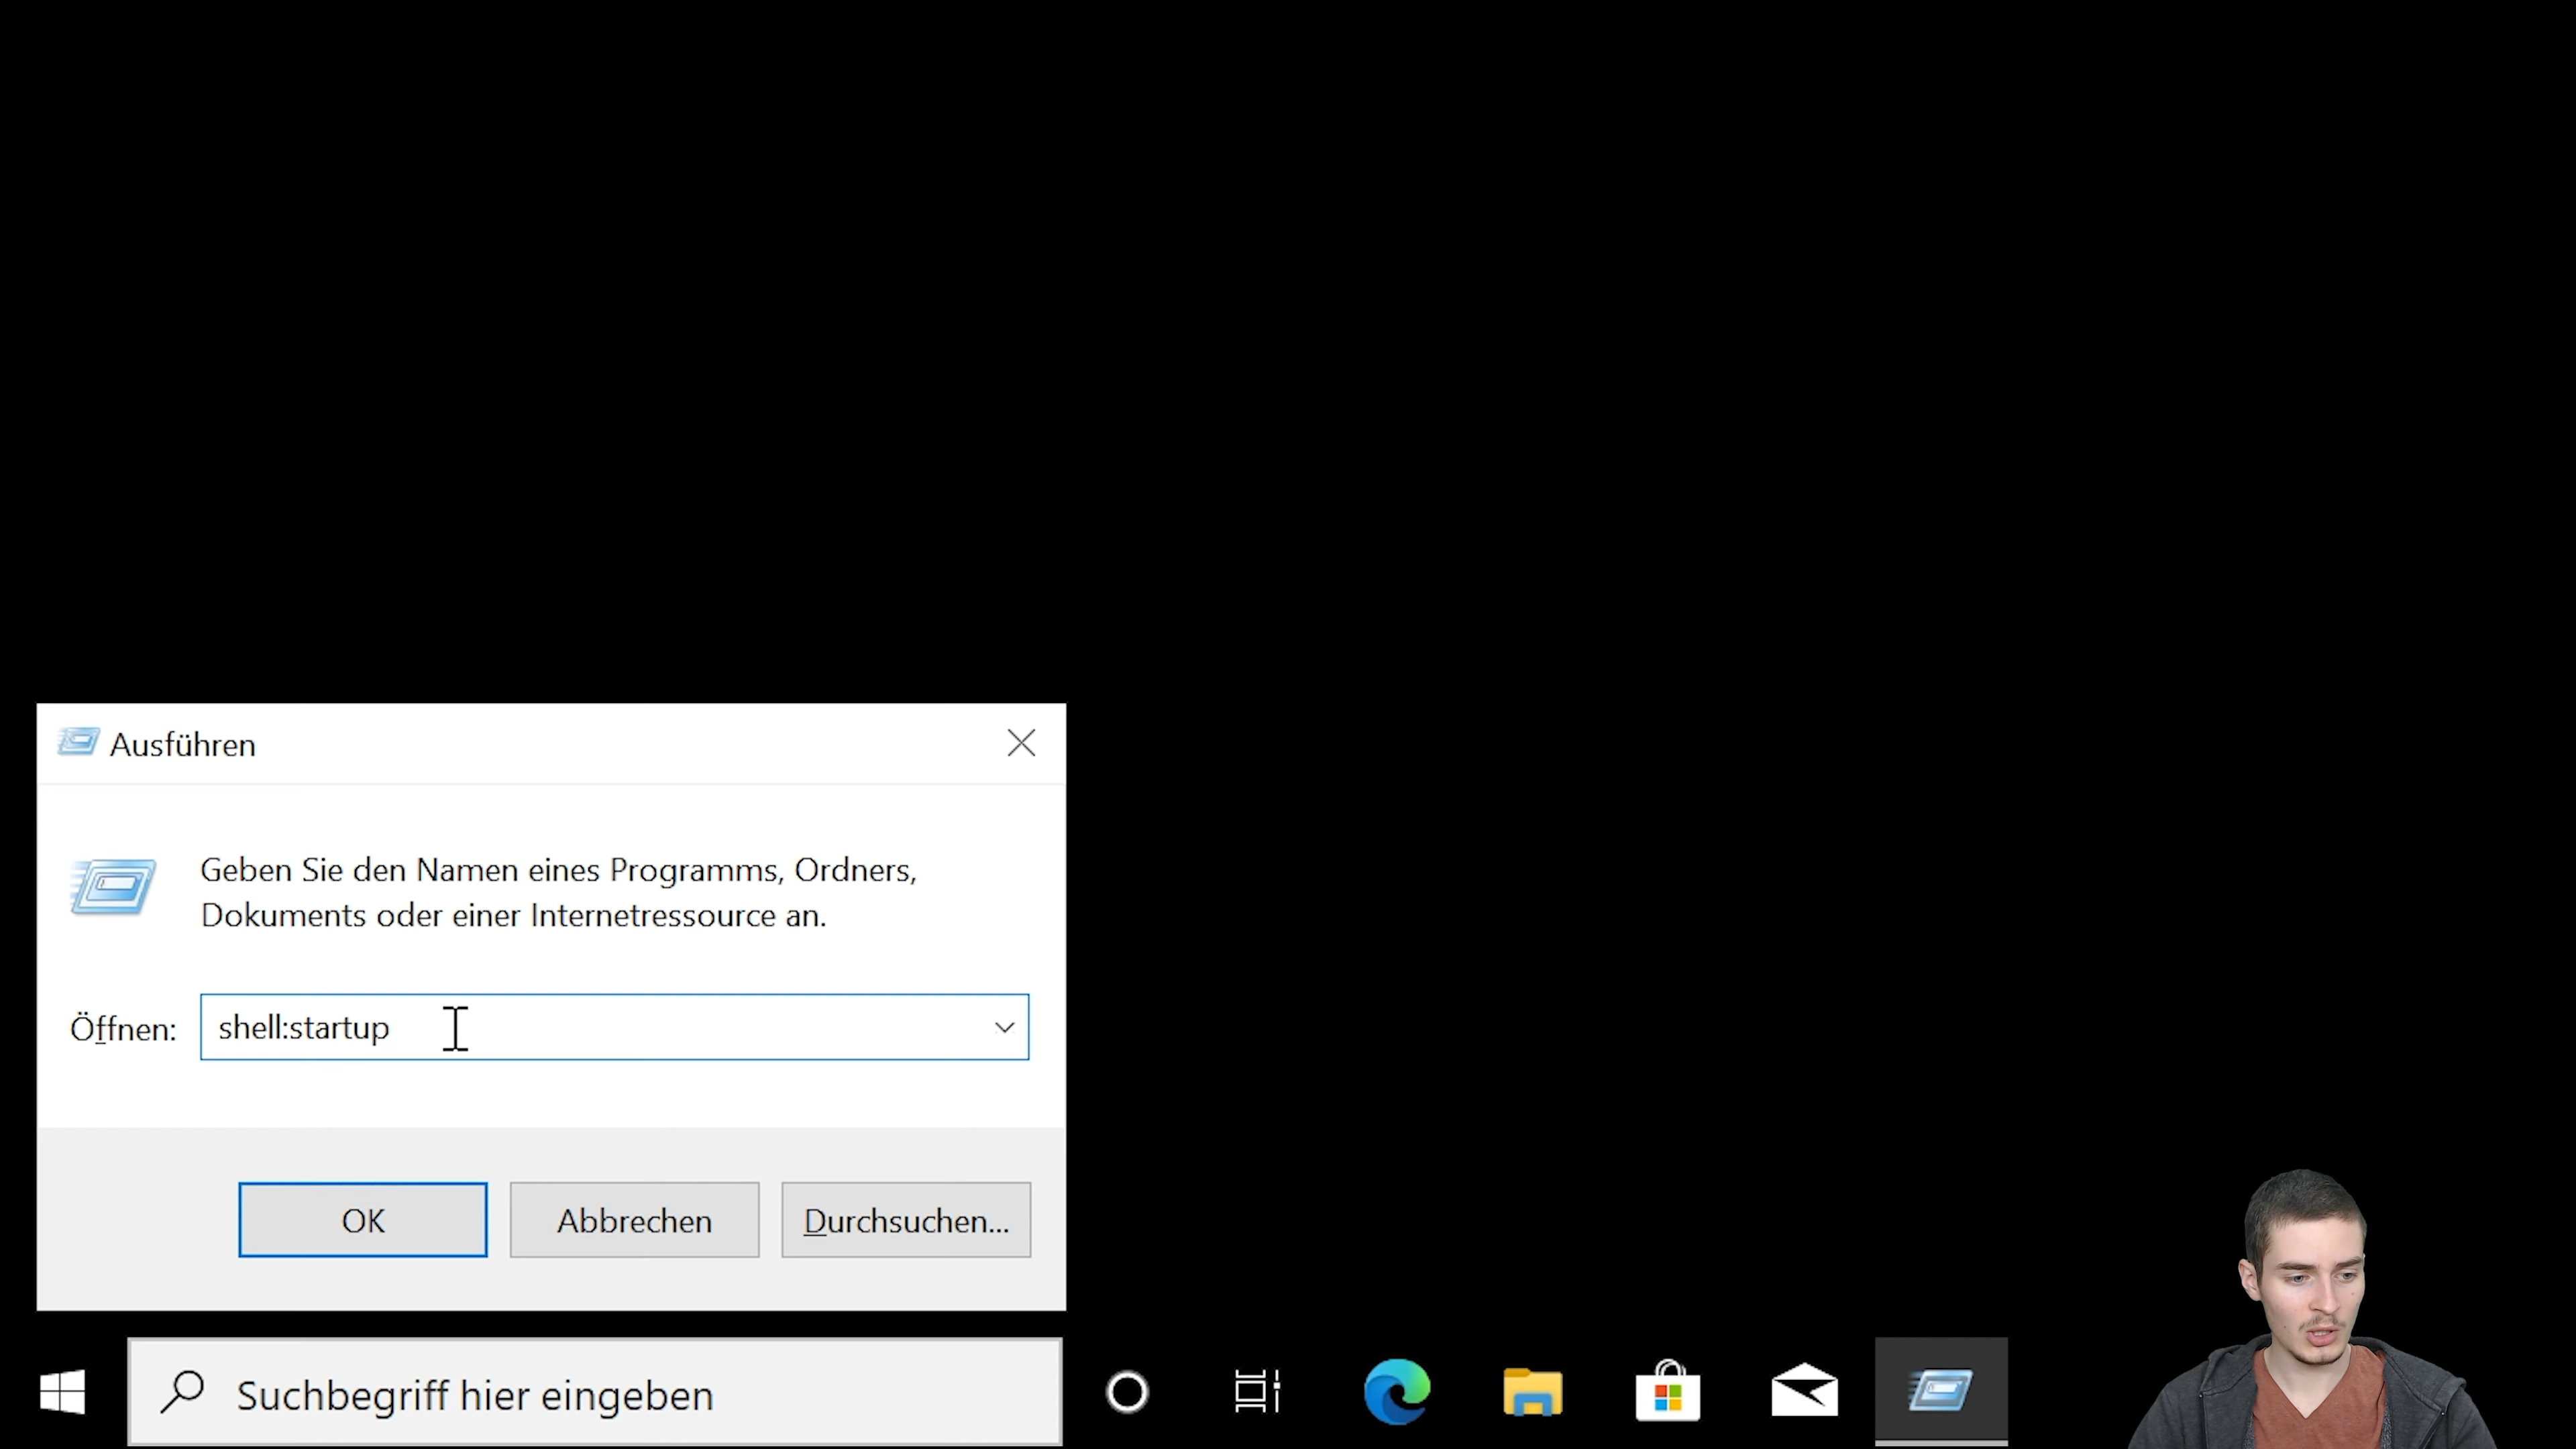 Ausführen
Geben Sie den Namen eines Programms, Ordners,
Dokuments oder einer Internetressource an.
Öffnen: shell:startup
OK Abbrechen Durchsuchen...
Suchbegriff hier eingeben